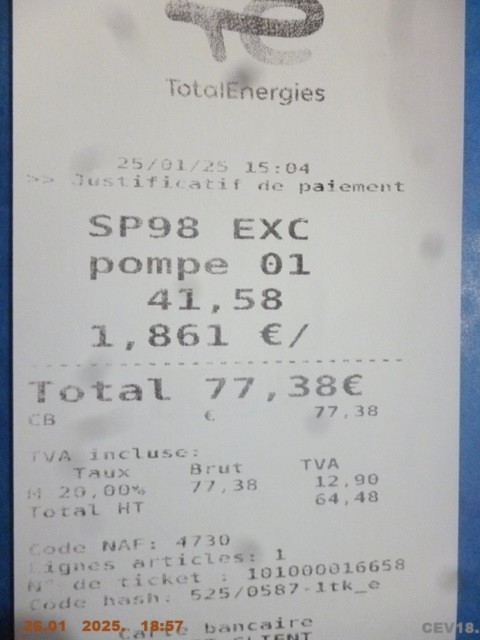 TotalEnergies
25/01/25 15:04
>> Justificatif de paiement
SP98 EXC
pompe 01
41,58
1,861 €/
Total 77,38€
CB € 77,38
TVA incluse:
Taux Brut TVA
M 20,00% 77,38 12,90
Total HT 64,48
Code NAF: 4730
Lignes articles: 1
N° de ticket : 101000016658
Code hash: 525/0587-ltk_e
Carte bancaire
CLIENT
26.01 2025. 18:57
CEV18.